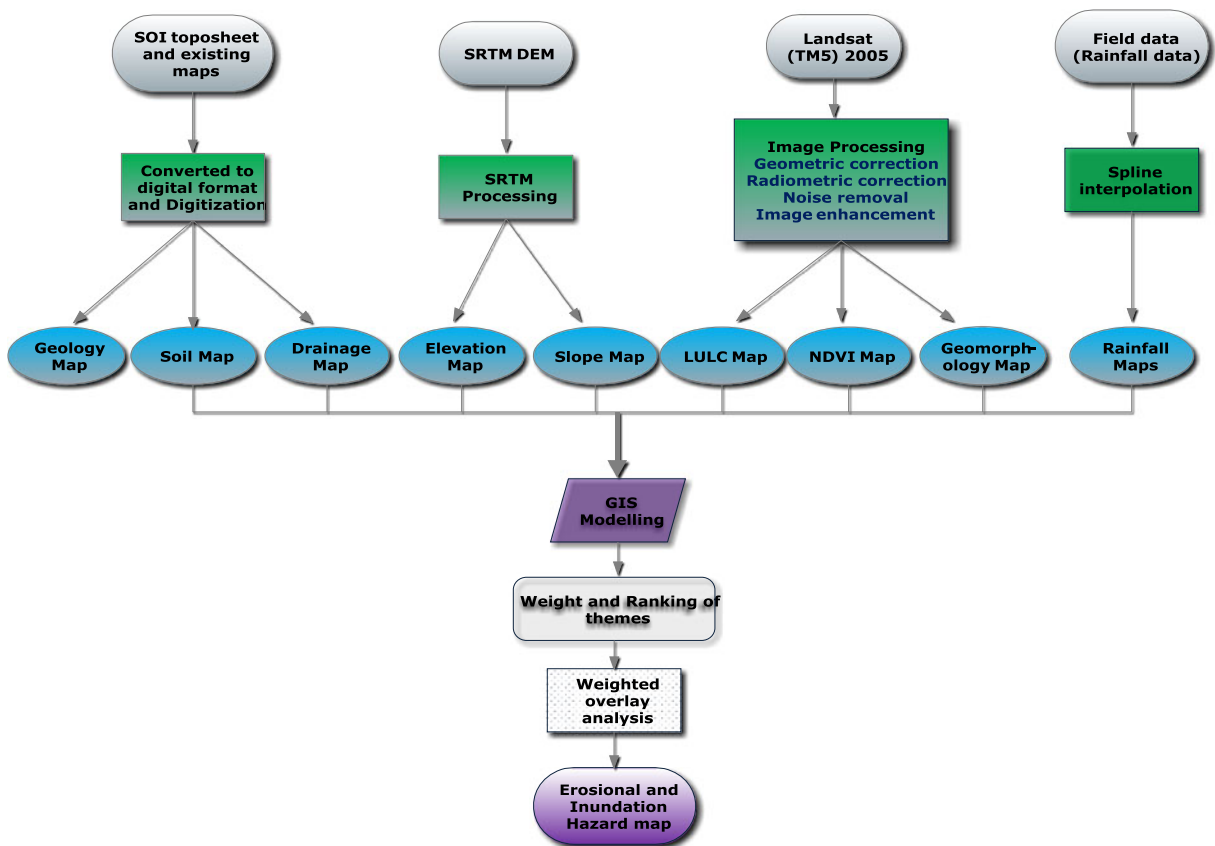 SOI toposheet
and existing
maps
SRTM DEM
Landsat
(TM5) 2005
Field data
(Rainfall data)
Converted to
digital format
and Digitization
SRTM
Processing
Image Processing
Geometric correction
Radiometric correction
Noise removal
Image enhancement
Spline
interpolation
Geology
Map
Soil Map
Drainage
Map
Elevation
Map
Slope Map
LULC Map
NDVI Map
Geomorph-
ology Map
Rainfall
Maps
GIS
Modelling
Weight and Ranking of
themes
Weighted
overlay
analysis
Erosional and
Inundation
Hazard map